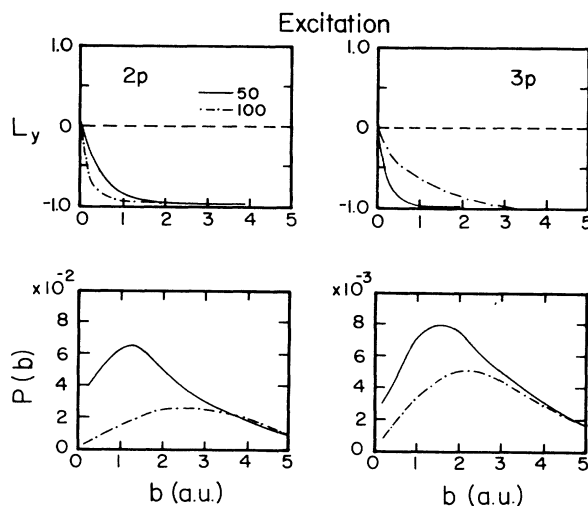 Excitation
1.0 1.0
2p 3p
50
100
Ly 0 0
-1.0 -1.0
0 1 2 3 4 5 0 1 2 3 4 5
x10^-2 x10^-3
8 8
6 6
P(b) 4 4
2 2
0 0
0 1 2 3 4 5 0 1 2 3 4 5
b (a.u.) b (a.u.)